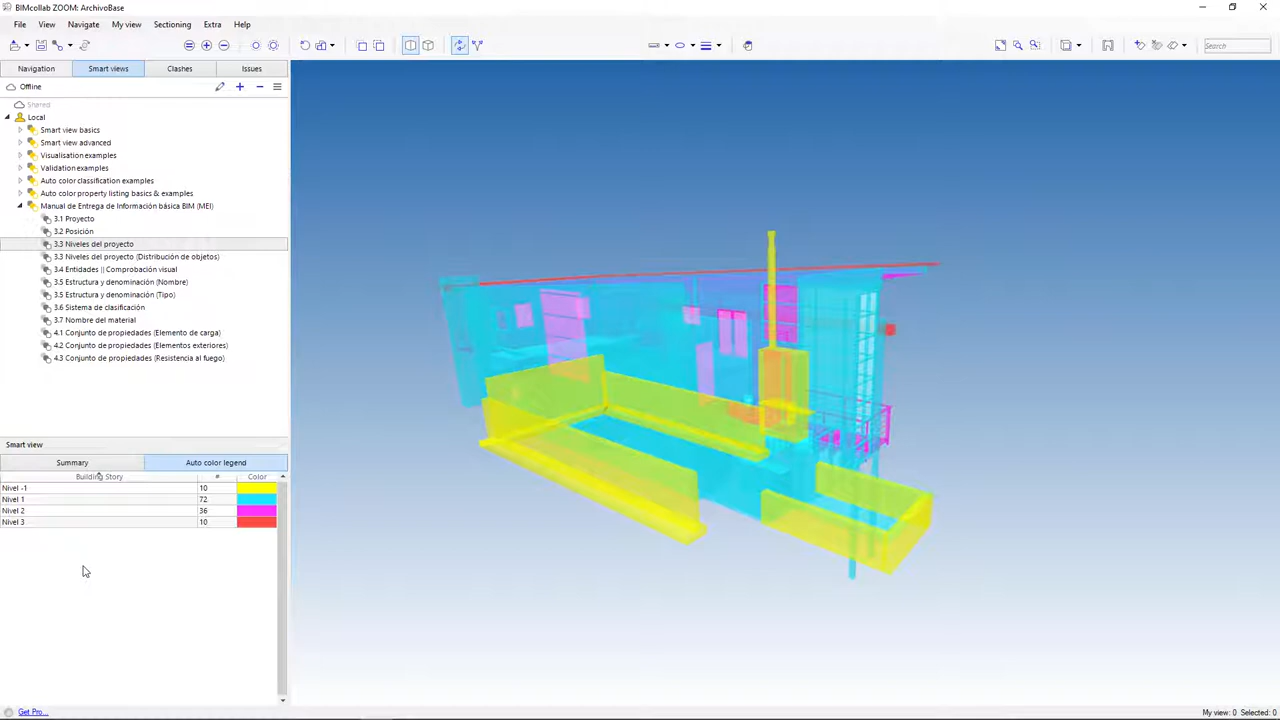 BIMcollab ZOOM: ArchivoBase
File View Navigate My view Sectioning Extra Help
Search
Navigation Smart views Clashes Issues
Offline
Shared
Local
Smart view basics
Smart view advanced
Visualisation examples
Validation examples
Auto color classification examples
Auto color property listing basics & examples
Manual de Entrega de Información básica BIM (MEI)
3.1 Proyecto
3.2 Posición
3.3 Niveles del proyecto
3.3 Niveles del proyecto (Distribución de objetos)
3.4 Entidades || Comprobación visual
3.5 Estructura y denominación (Nombre)
3.5 Estructura y denominación (Tipo)
3.6 Sistema de clasificación
3.7 Nombre del material
4.1 Conjunto de propiedades (Elemento de carga)
4.2 Conjunto de propiedades (Elementos exteriores)
4.3 Conjunto de propiedades (Resistencia al fuego)
Smart view
Summary Auto color legend
Building Story # Color
Nivel -1 10
Nivel 1 72
Nivel 2 36
Nivel 3 10
Get Pro... My view: 0 Selected: 0